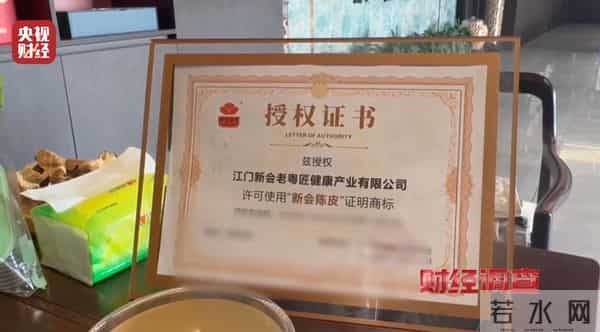 央视
财经
授权证书
LETTER OF AUTHORITY
兹授权
江门新会老粤匠健康产业有限公司
许可使用"新会陈皮"证明商标
财经调查
若水网